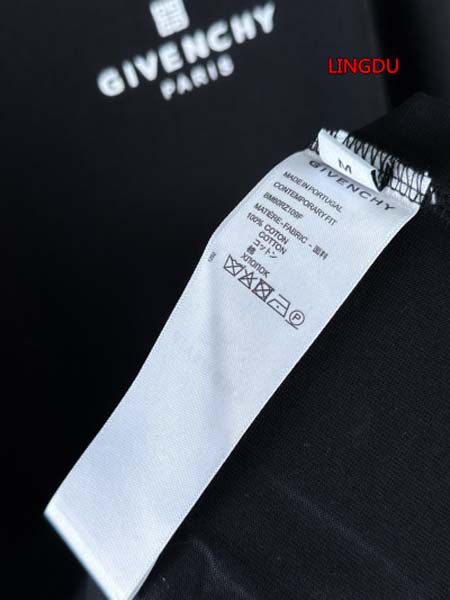 GIVENCHY
PARIS
LINGDU
M
GIVENCHY
MADE IN PORTUGAL
CONTEMPORARY FIT
MATIÈRE-FABRIC - 面料
100% COTON
COTTON
棉
コットン
ХЛОПОК
P